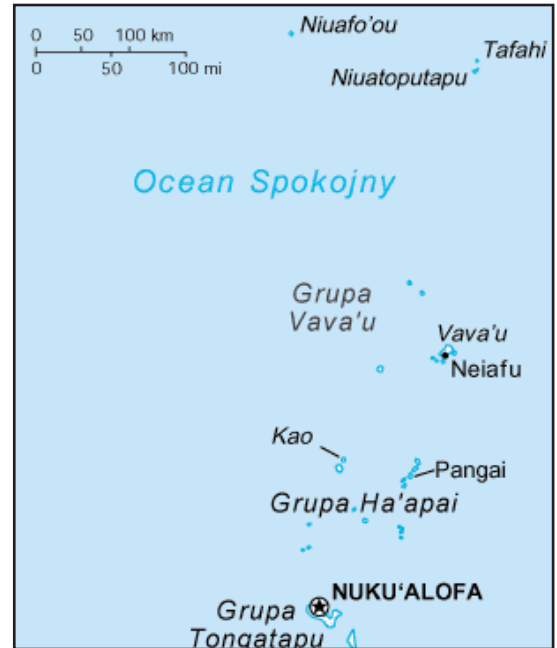 Niuafo'ou
0 50 100 km
0 50 100 mi
Tafahi
Niuatoputapu
Ocean Spokojny
Grupa
Vava'u
Vava'u
Neiafu
Kao
Pangai
Grupa Ha'apai
NUKU‘ALOFA
Grupa
Tongatapu